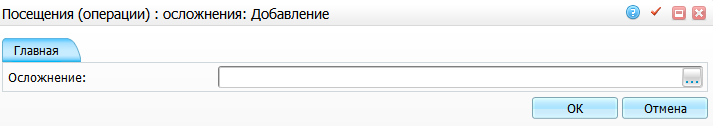 Посещения (операции) : осложнения: Добавление
Главная
Осложнение:
...
ОК Отмена